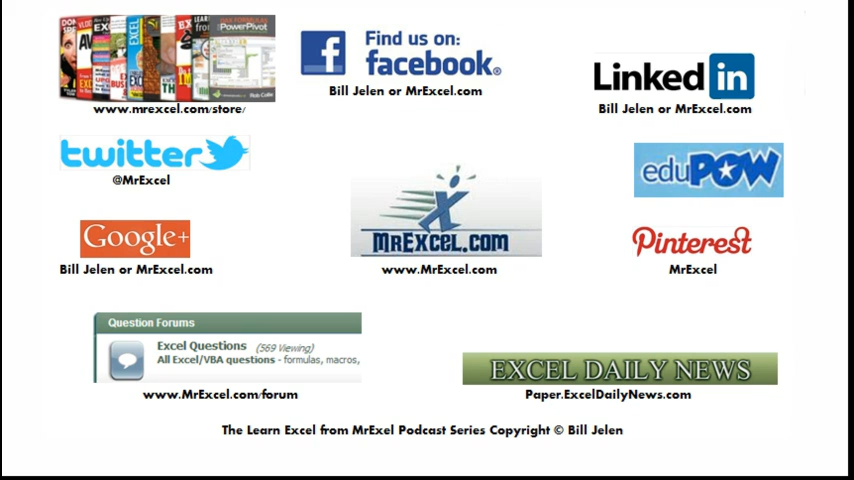 www.mrexcel.com/store/
Find us on:
facebook®
Bill Jelen or MrExcel.com
Linked in
Bill Jelen or MrExcel.com
twitter
@MrExcel
MrExcel.com
www.MrExcel.com
eduPOW
Google+
Bill Jelen or MrExcel.com
Pinterest
MrExcel
Question Forums
Excel Questions (569 Viewing)
All Excel/VBA questions - formulas, macros,
www.MrExcel.com/forum
EXCEL DAILY NEWS
Paper.ExcelDailyNews.com
The Learn Excel from MrExel Podcast Series Copyright © Bill Jelen